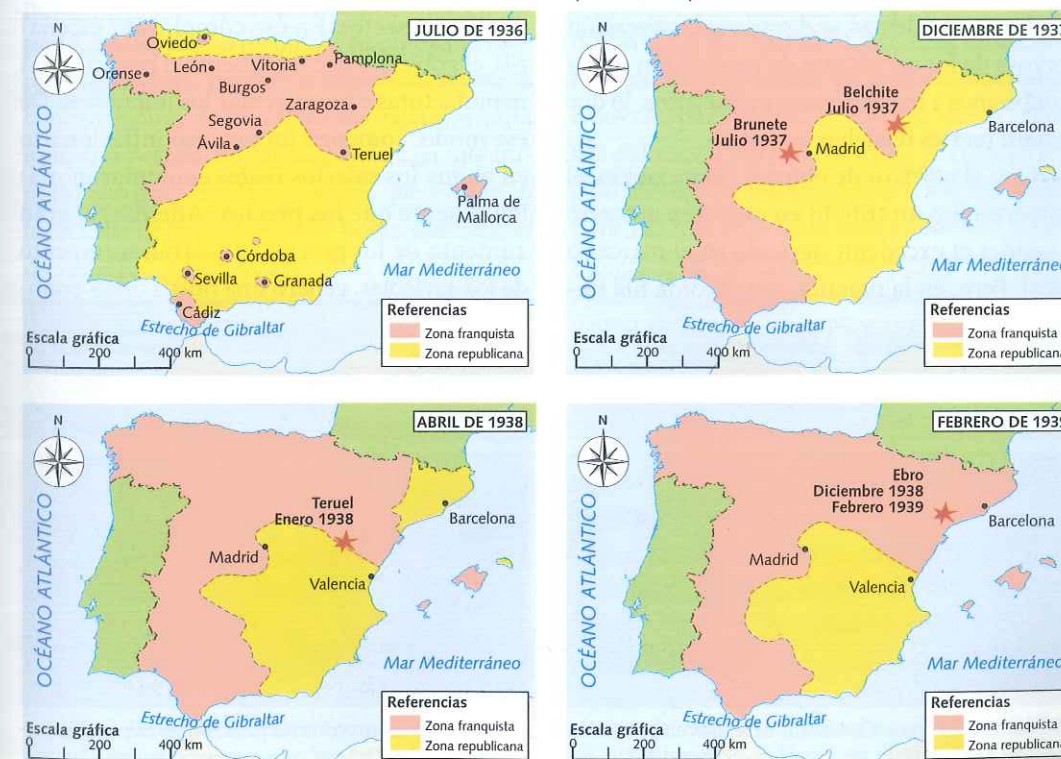 JULIO DE 1936
N
OCÉANO ATLÁNTICO
Oviedo
Orense
León
Vitoria
Pamplona
Burgos
Zaragoza
Segovia
Ávila
Teruel
Palma de
Mallorca
Córdoba
Sevilla
Granada
Cádiz
Mar Mediterráneo
Estrecho de Gibraltar
Escala gráfica
0 200 400 km
Referencias
Zona franquista
Zona republicana
DICIEMBRE DE 193
N
OCÉANO ATLÁNTICO
Belchite
Julio 1937
Brunete
Julio 1937
Madrid
Barcelona
Mar Mediterráneo
Estrecho de Gibraltar
Escala gráfica
0 200 400 km
Referencias
Zona franquista
Zona republicana
ABRIL DE 1938
N
OCÉANO ATLÁNTICO
Teruel
Enero 1938
Barcelona
Madrid
Valencia
Mar Mediterráneo
Estrecho de Gibraltar
Escala gráfica
0 200 400 km
Referencias
Zona franquista
Zona republicana
FEBRERO DE 193
N
OCÉANO ATLÁNTICO
Ebro
Diciembre 1938
Febrero 1939
Barcelona
Madrid
Valencia
Mar Mediterráneo
Estrecho de Gibraltar
Escala gráfica
0 200 400 km
Referencias
Zona franquista
Zona republicana